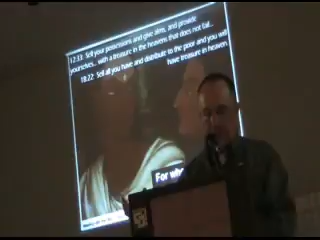 12:33 Sell your possessions and give alms, and provide
yourselves... with a treasure in the heavens that does not fail...
18:22 Sell all you have and distribute to the poor and you will
have treasure in heaven
For